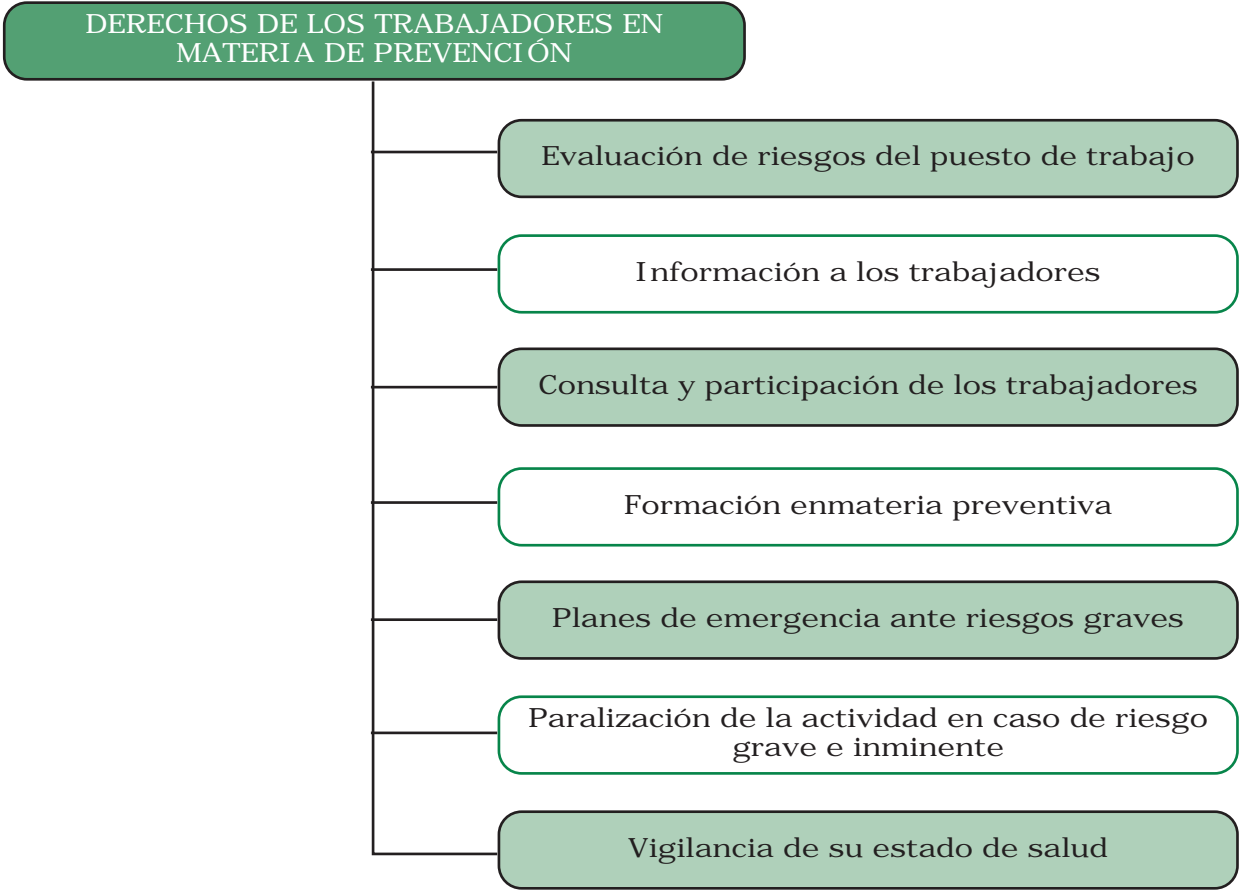 DERECHOS DE LOS TRABAJADORES EN
MATERIA DE PREVENCIÓN
Evaluación de riesgos del puesto de trabajo
Información a los trabajadores
Consulta y participación de los trabajadores
Formación enmateria preventiva
Planes de emergencia ante riesgos graves
Paralización de la actividad en caso de riesgo
grave e inminente
Vigilancia de su estado de salud